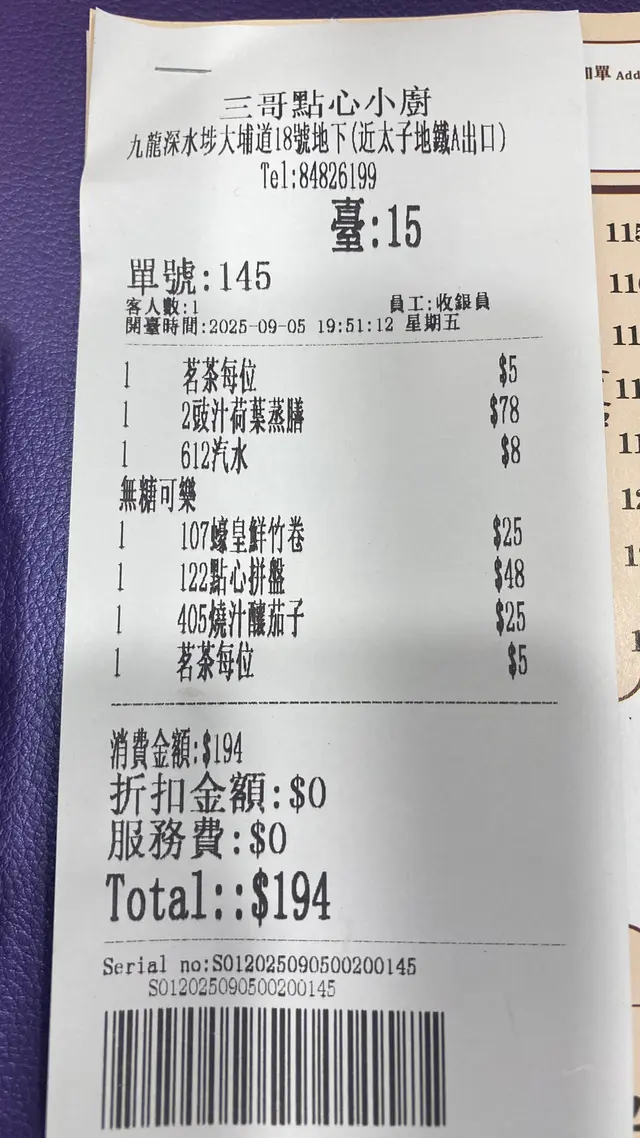 三哥點心小廚
九龍深水埗大埔道18號地下(近太子地鐵A出口)
Tel:84826199
臺:15
單號:145
客人數:1 員工:收銀員
開臺時間:2025-09-05 19:51:12 星期五
1 茗茶每位 $5
1 2豉汁荷葉蒸膳 $78
1 612汽水 $8
無糖可樂
1 107蠔皇鮮竹卷 $25
1 122點心拼盤 $48
1 405燒汁釀茄子 $25
1 茗茶每位 $5
消費金額:$194
折扣金額:$0
服務費:$0
Total::$194
Serial no:S012025090500200145
S012025090500200145
單 Add
115